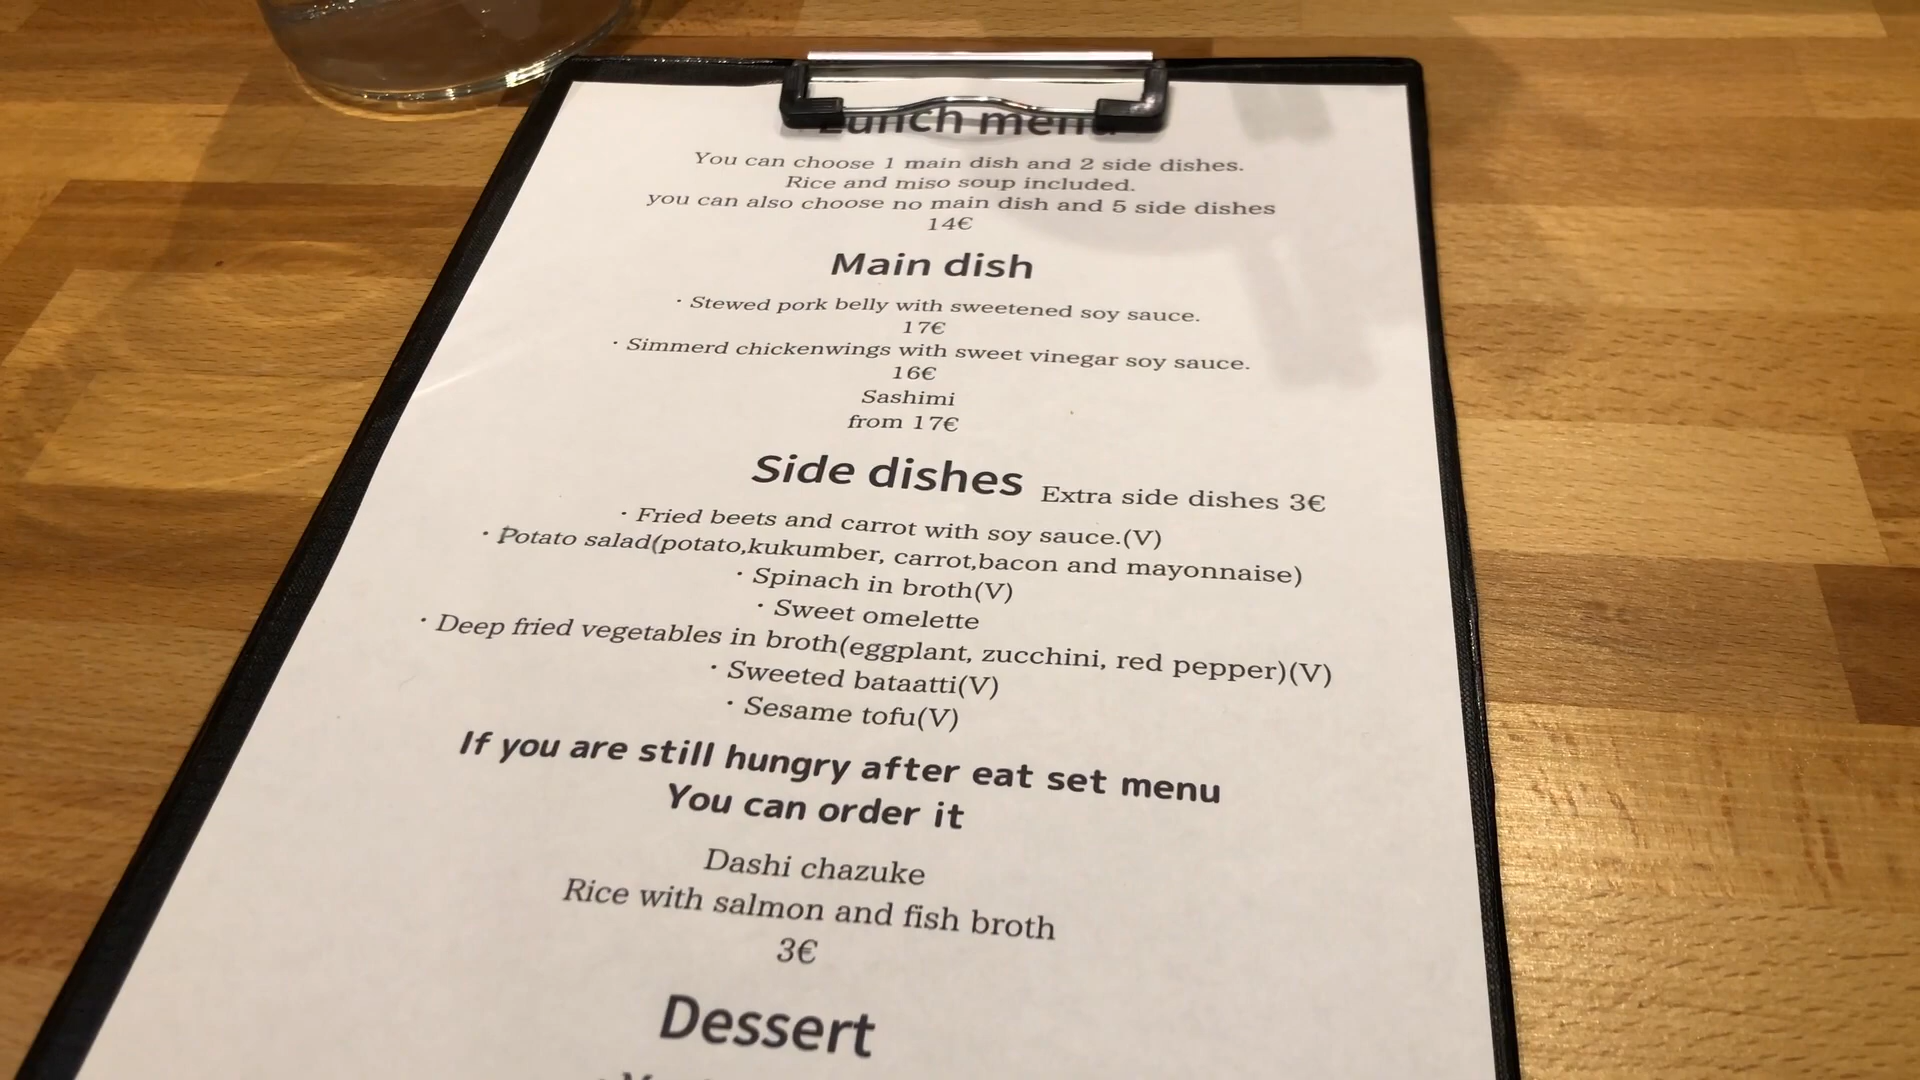 Lunch menu
You can choose 1 main dish and 2 side dishes.
Rice and miso soup included.
you can also choose no main dish and 5 side dishes
14€
Main dish
・Stewed pork belly with sweetened soy sauce.
17€
・Simmerd chickenwings with sweet vinegar soy sauce.
16€
Sashimi
from 17€
Side dishes Extra side dishes 3€
・Fried beets and carrot with soy sauce.(V)
・Potato salad(potato,kukumber, carrot,bacon and mayonnaise)
・Spinach in broth(V)
・Sweet omelette
・Deep fried vegetables in broth(eggplant, zucchini, red pepper)(V)
・Sweeted bataatti(V)
・Sesame tofu(V)
If you are still hungry after eat set menu
You can order it
Dashi chazuke
Rice with salmon and fish broth
3€
Dessert